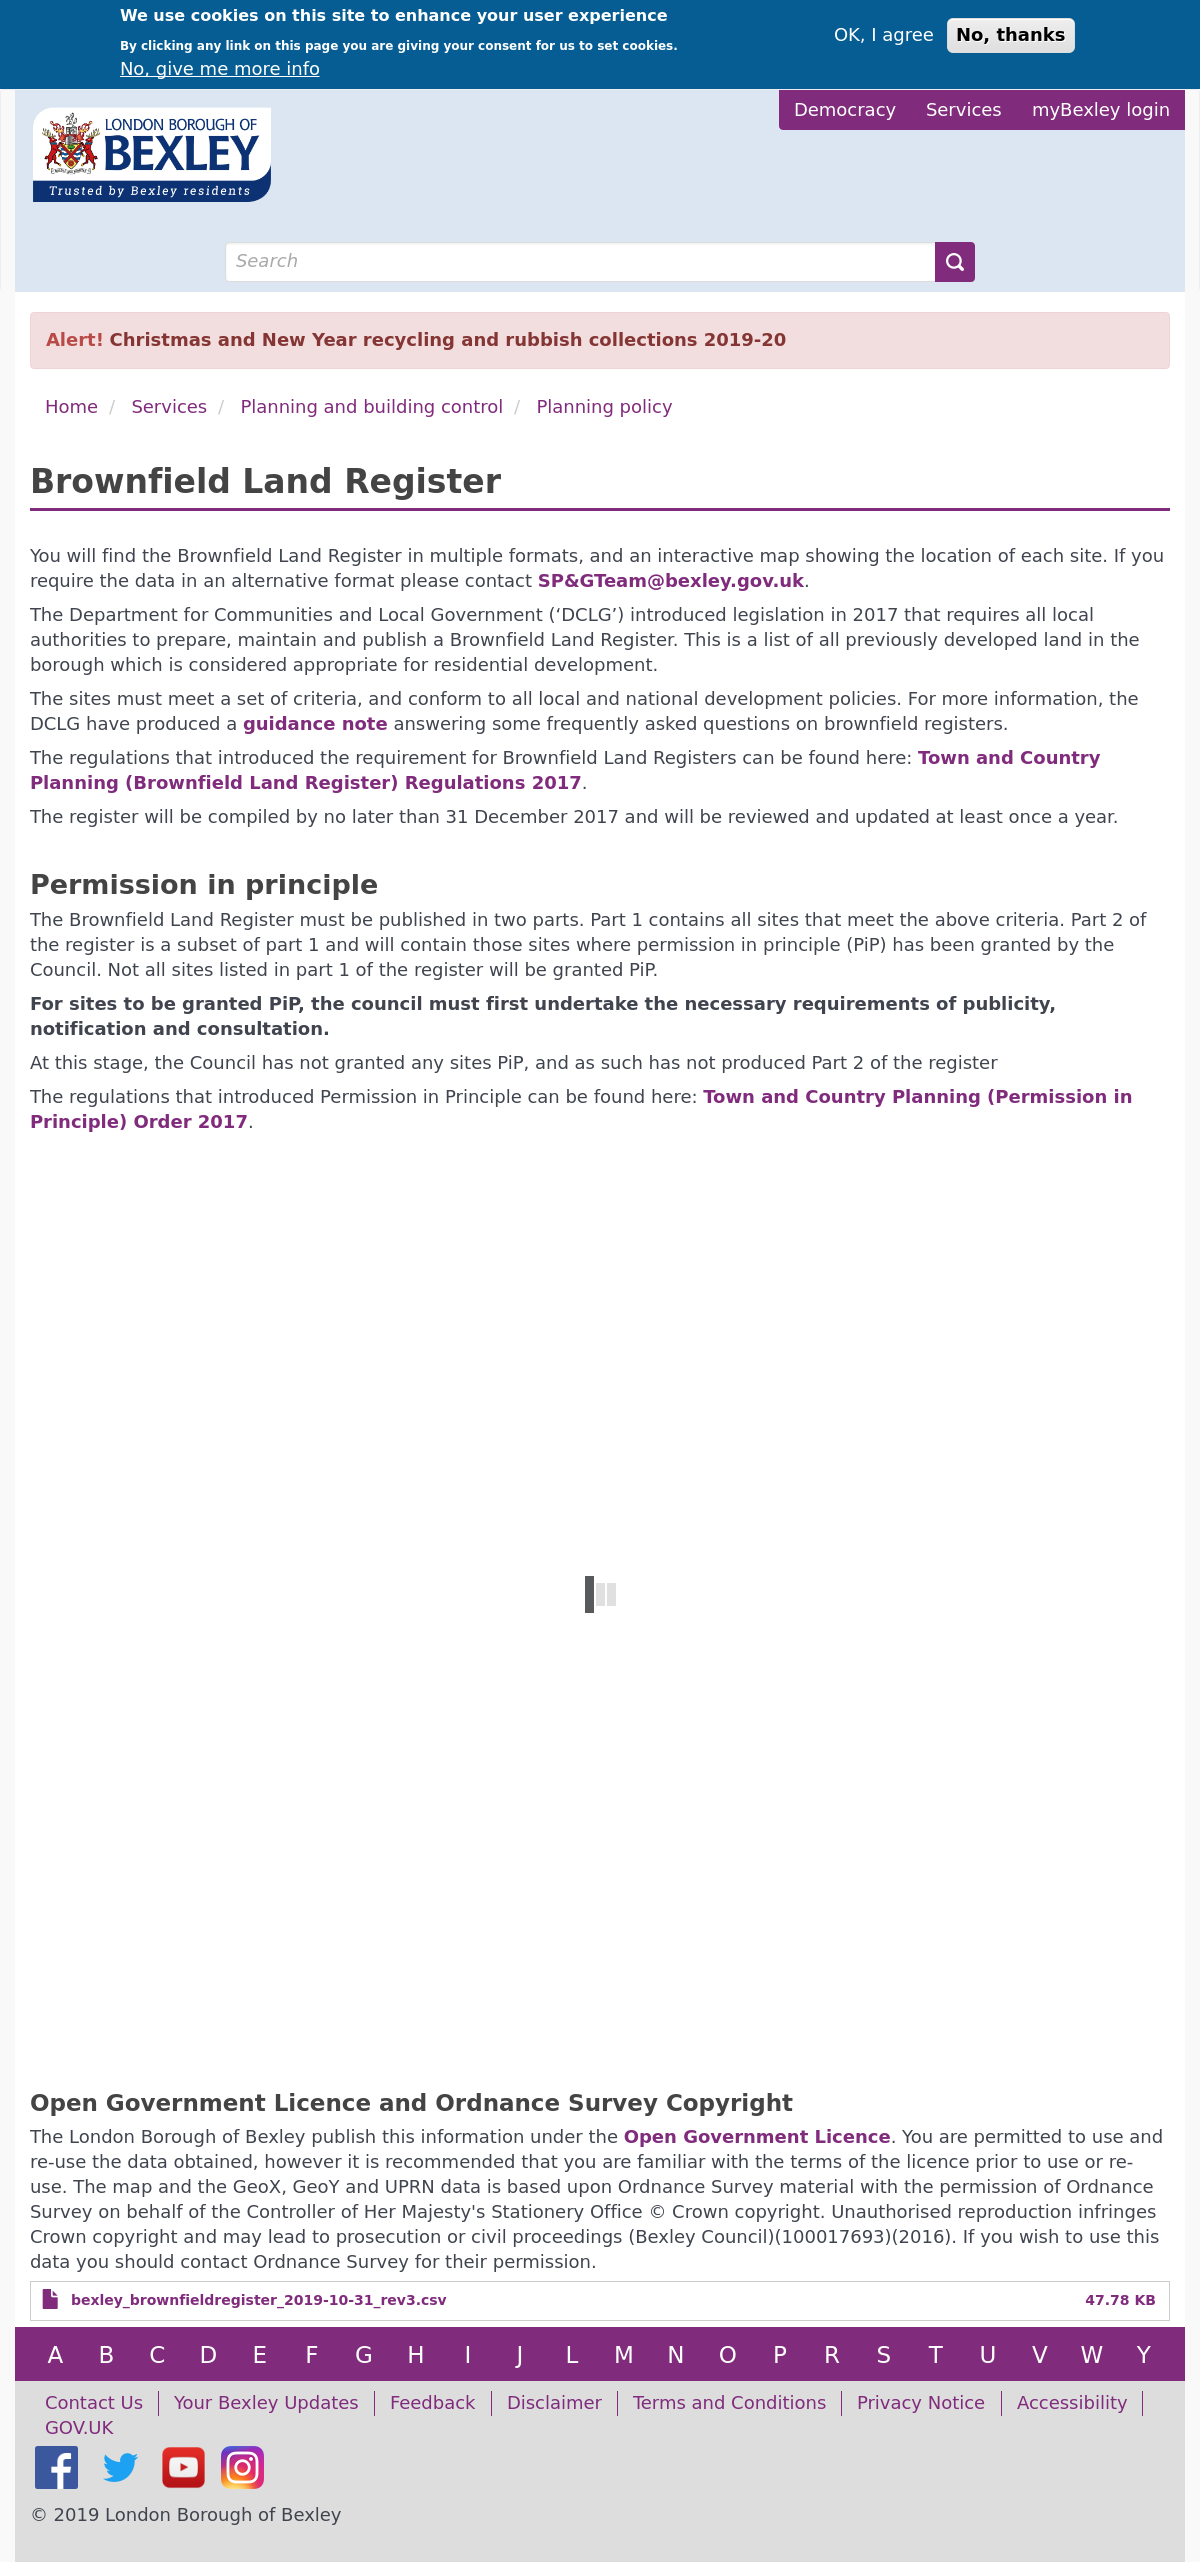 We use cookies on this site to enhance your user experience
By clicking any link on this page you are giving your consent for us to set cookies.
No, give me more info
OK, I agree
No, thanks
Democracy Services myBexley login
LONDON BOROUGH OF
BEXLEY
Trusted by Bexley residents
Search
Alert! Christmas and New Year recycling and rubbish collections 2019-20
Home / Services / Planning and building control / Planning policy
Brownfield Land Register
You will find the Brownfield Land Register in multiple formats, and an interactive map showing the location of each site. If you
require the data in an alternative format please contact SP&GTeam@bexley.gov.uk.
The Department for Communities and Local Government (‘DCLG’) introduced legislation in 2017 that requires all local
authorities to prepare, maintain and publish a Brownfield Land Register. This is a list of all previously developed land in the
borough which is considered appropriate for residential development.
The sites must meet a set of criteria, and conform to all local and national development policies. For more information, the
DCLG have produced a guidance note answering some frequently asked questions on brownfield registers.
The regulations that introduced the requirement for Brownfield Land Registers can be found here: Town and Country
Planning (Brownfield Land Register) Regulations 2017.
The register will be compiled by no later than 31 December 2017 and will be reviewed and updated at least once a year.
Permission in principle
The Brownfield Land Register must be published in two parts. Part 1 contains all sites that meet the above criteria. Part 2 of
the register is a subset of part 1 and will contain those sites where permission in principle (PiP) has been granted by the
Council. Not all sites listed in part 1 of the register will be granted PiP.
For sites to be granted PiP, the council must first undertake the necessary requirements of publicity,
notification and consultation.
At this stage, the Council has not granted any sites PiP, and as such has not produced Part 2 of the register
The regulations that introduced Permission in Principle can be found here: Town and Country Planning (Permission in
Principle) Order 2017.
Open Government Licence and Ordnance Survey Copyright
The London Borough of Bexley publish this information under the Open Government Licence. You are permitted to use and
re-use the data obtained, however it is recommended that you are familiar with the terms of the licence prior to use or re-
use. The map and the GeoX, GeoY and UPRN data is based upon Ordnance Survey material with the permission of Ordnance
Survey on behalf of the Controller of Her Majesty's Stationery Office © Crown copyright. Unauthorised reproduction infringes
Crown copyright and may lead to prosecution or civil proceedings (Bexley Council)(100017693)(2016). If you wish to use this
data you should contact Ordnance Survey for their permission.
bexley_brownfieldregister_2019-10-31_rev3.csv 47.78 KB
A B C D E F G H I J L M N O P R S T U V W Y
Contact Us Your Bexley Updates Feedback Disclaimer Terms and Conditions Privacy Notice Accessibility
GOV.UK
© 2019 London Borough of Bexley